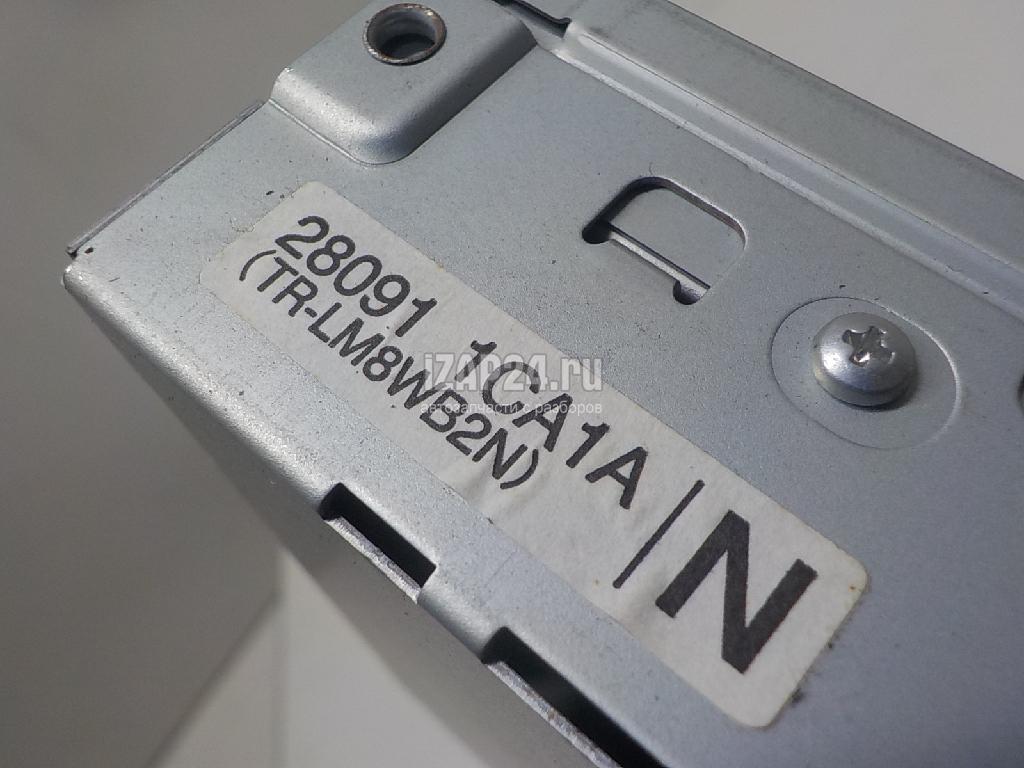 28091 1CA1A
(TR-LM8WB2N)
N
iZAP24.ru
автозапчасти с разборов